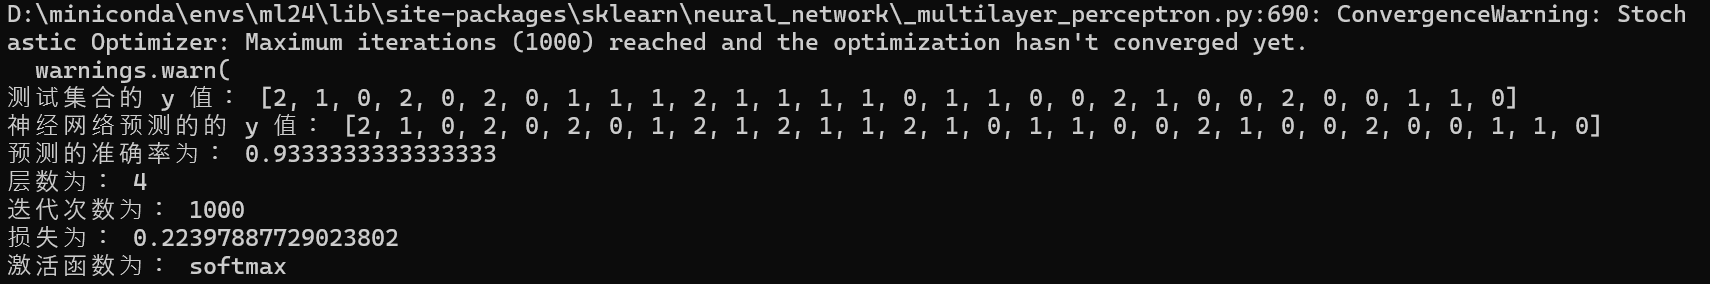 D:\miniconda\envs\ml24\lib\site-packages\sklearn\neural_network\_multilayer_perceptron.py:690: ConvergenceWarning: Stoch
astic Optimizer: Maximum iterations (1000) reached and the optimization hasn't converged yet.
  warnings.warn(
测试集合的 y 值： [2, 1, 0, 2, 0, 2, 0, 1, 1, 1, 2, 1, 1, 1, 1, 0, 1, 1, 0, 0, 2, 1, 0, 0, 2, 0, 0, 1, 1, 0]
神经网络预测的的 y 值： [2, 1, 0, 2, 0, 2, 0, 1, 2, 1, 2, 1, 1, 2, 1, 0, 1, 1, 0, 0, 2, 1, 0, 0, 2, 0, 0, 1, 1, 0]
预测的准确率为： 0.9333333333333333
层数为： 4
迭代次数为： 1000
损失为： 0.22397887729023802
激活函数为： softmax